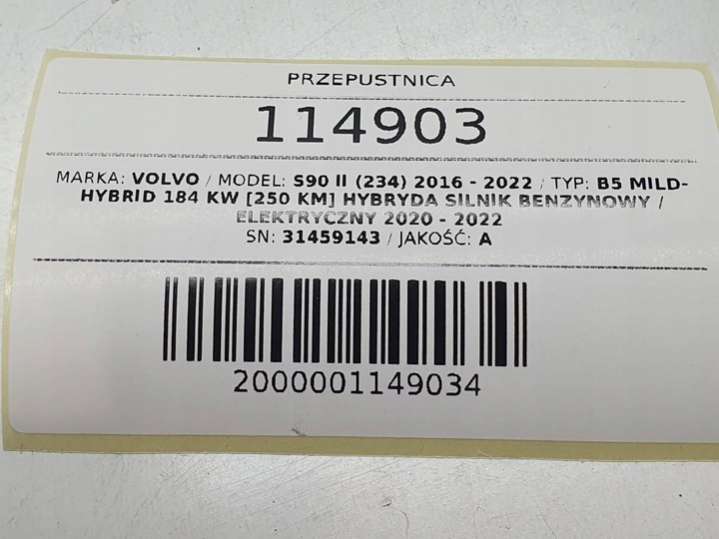 PRZEPUSTNICA
114903
MARKA: VOLVO / MODEL: S90 II (234) 2016 - 2022 / TYP: B5 MILD-
HYBRID 184 KW [250 KM] HYBRYDA SILNIK BENZYNOWY /
ELEKTRYCZNY 2020 - 2022
SN: 31459143 / JAKOŚĆ: A
2000001149034